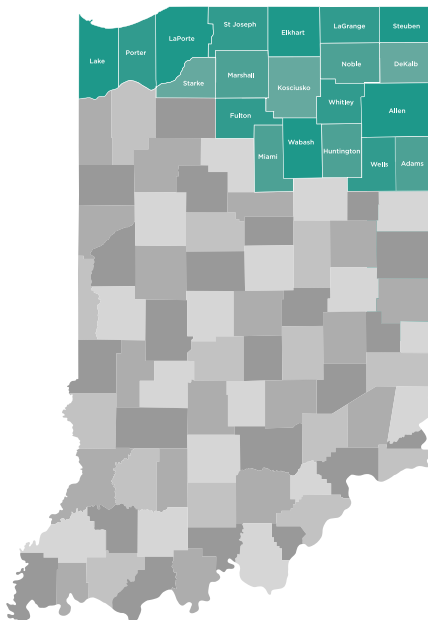 St Joseph
LaGrange
Steuben
Elkhart
LaPorte
Porter
Lake
Noble
DeKalb
Marshall
Starke
Kosciusko
Whitley
Allen
Fulton
Wabash
Huntington
Miami
Wells
Adams